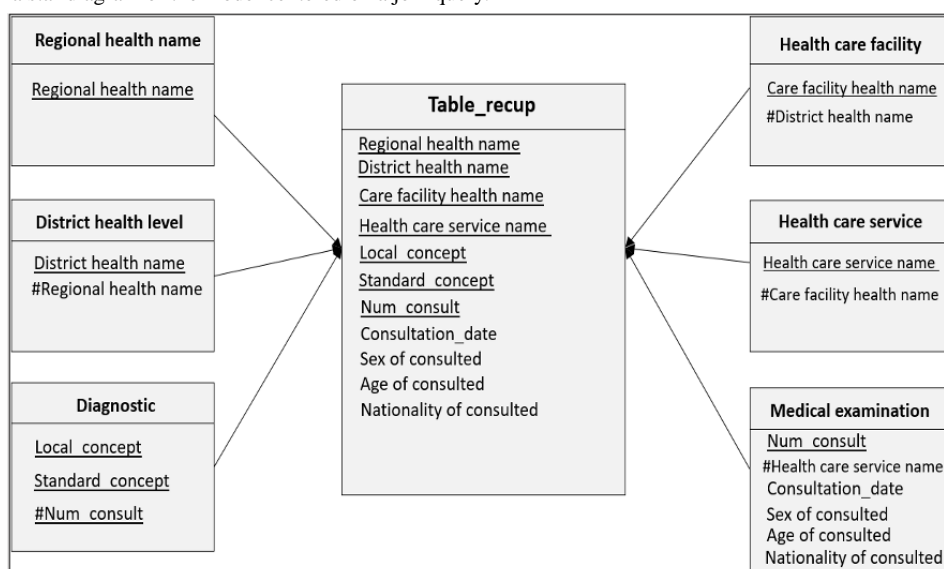 Regional health name
Regional health name
District health level
District health name
#Regional health name
Diagnostic
Local_concept
Standard_concept
#Num_consult
Table_recup
Regional health name
District health name
Care facility health name
Health care service name
Local_concept
Standard_concept
Num_consult
Consultation_date
Sex of consulted
Age of consulted
Nationality of consulted
Health care facility
Care facility health name
#District health name
Health care service
Health care service name
#Care facility health name
Medical examination
Num_consult
#Health care service name
Consultation_date
Sex of consulted
Age of consulted
Nationality of consulted